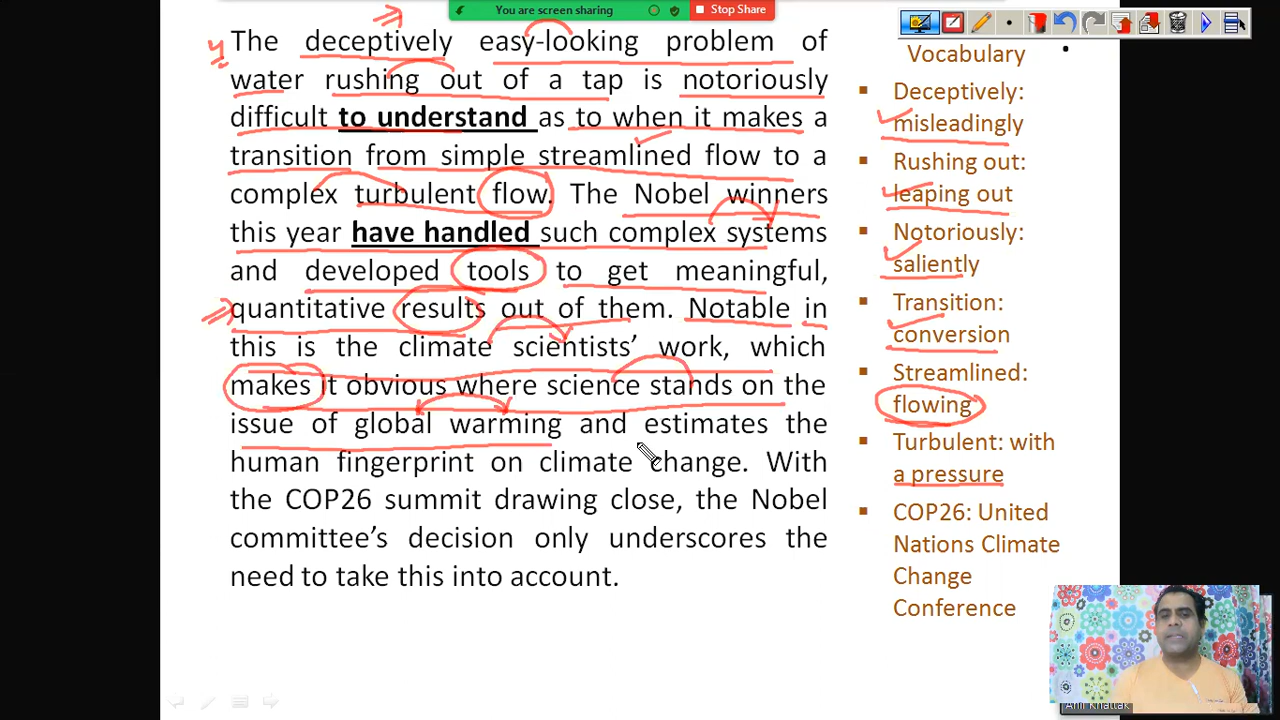 You are screen sharing
Stop Share
The deceptively easy-looking problem of
water rushing out of a tap is notoriously
difficult to understand as to when it makes a
transition from simple streamlined flow to a
complex turbulent flow. The Nobel winners
this year have handled such complex systems
and developed tools to get meaningful,
quantitative results out of them. Notable in
this is the climate scientists’ work, which
makes it obvious where science stands on the
issue of global warming and estimates the
human fingerprint on climate change. With
the COP26 summit drawing close, the Nobel
committee’s decision only underscores the
need to take this into account.
Vocabulary
▪ Deceptively:
misleadingly
▪ Rushing out:
leaping out
▪ Notoriously:
saliently
▪ Transition:
conversion
▪ Streamlined:
flowing
▪ Turbulent: with
a pressure
▪ COP26: United
Nations Climate
Change
Conference